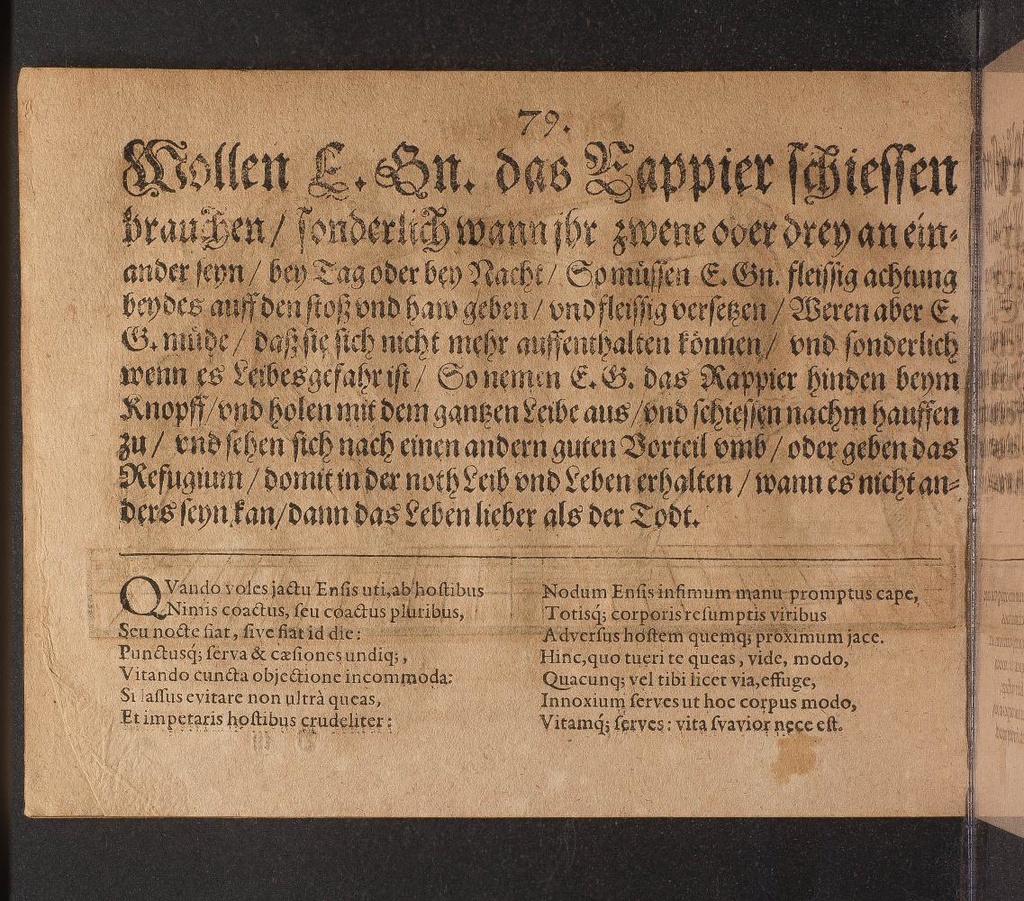 79.
Wollen E. Gn. das Rappier schiessen
brauchen / sonderlich wann jhr zwene oder drey an ein-
ander seyn / bey Tag oder bey Nacht / So müssen E. Gn. fleissig achtung
beydes auff den stoß vnd haw geben / vnd fleissig versetzen / Weren aber E.
G. müde / daß sie sich nicht mehr auffenthalten können / vnd sonderlich
wenn es Leibesgefahr ist / So nemen E. G. das Rappier hinden beym
Knopff / vnd holen mit dem gantzen Leibe aus / vnd schiessen nachm hauffen
zu / vnd sehen sich nach einen andern guten Vorteil vmb / oder geben das
Refugium / domit in der noth Leib vnd Leben erhalten / wann es nicht an-
ders seyn kan / dann das Leben lieber als der Todt.
QVando voles jactu Ensis uti, ab hostibus
Nimis coactus, seu coactus pluribus,
Seu nocte fiat, sive fiat id die:
Punctusq; serva & cæsiones undiq;,
Vitando cuncta objectione incommoda:
Si lassus evitare non ultrà queas,
Et impetaris hostibus crudeliter:
Nodum Ensis infimum manu promptus cape,
Totisq; corporis resumptis viribus
Adversus hostem quemq; proximum jace.
Hinc, quo tueri te queas, vide, modo,
Quacunq; vel tibi licet via, effuge,
Innoxium serves ut hoc corpus modo,
Vitamq; serves: vita svavior nece est.